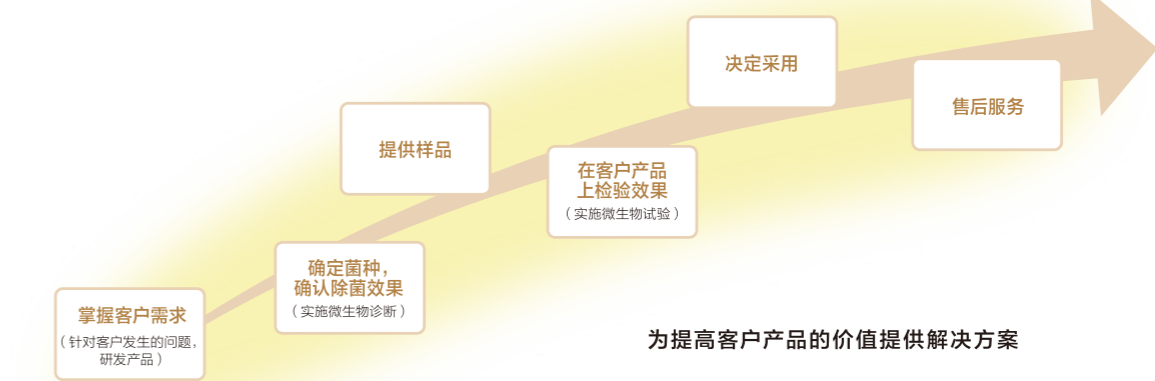 掌握客户需求
（针对客户发生的问题，
研发产品）
确定菌种，
确认除菌效果
（实施微生物诊断）
提供样品
在客户产品
上检验效果
（实施微生物试验）
决定采用
售后服务
为提高客户产品的价值提供解决方案